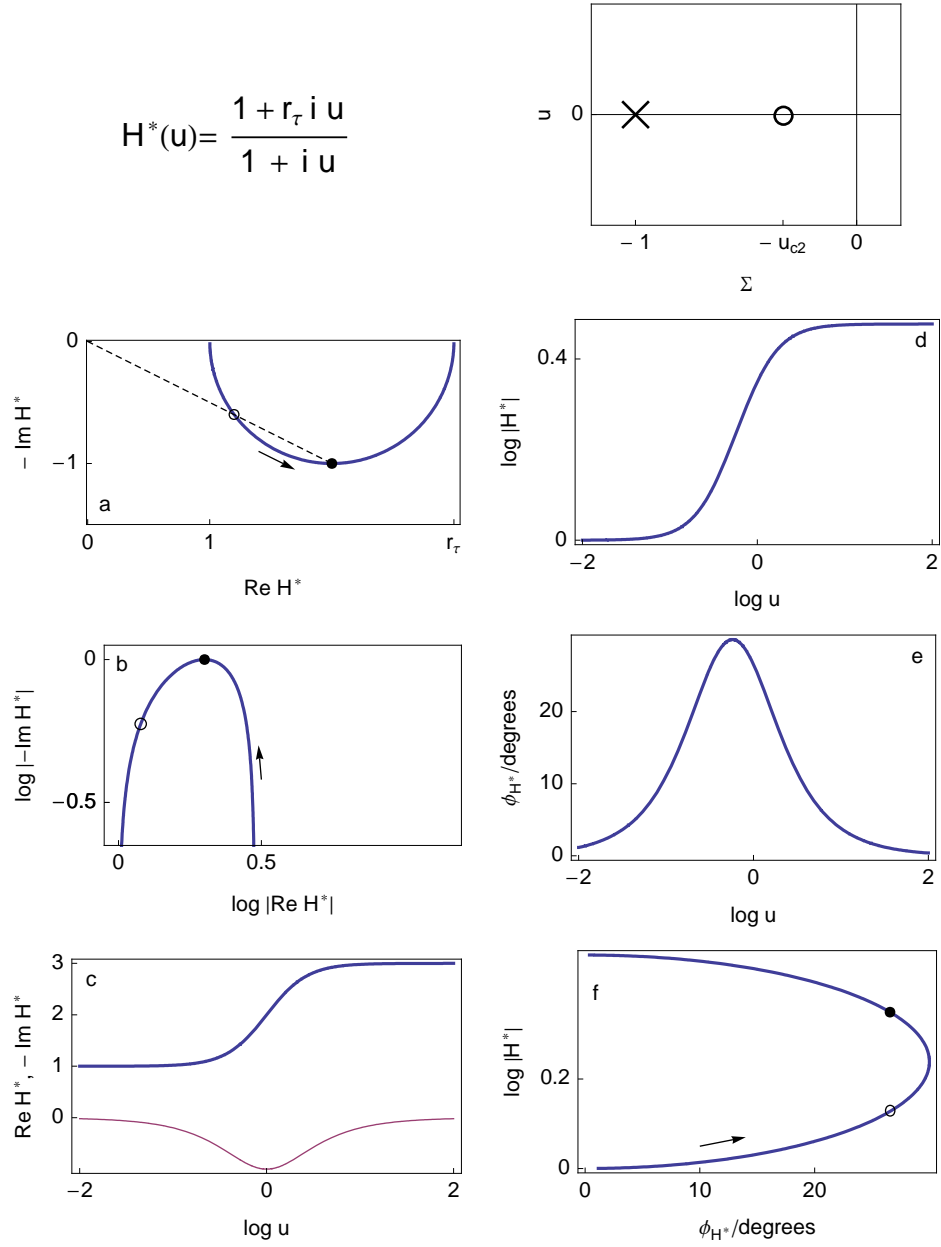 H*(u)= 1 + r_τ i u / 1 + i u
u
0
− 1
− u_c2
0
Σ
− Im H*
0
−1
a
0
1
r_τ
Re H*
log |H*|
0.4
0
d
−2
0
2
log u
log |−Im H*|
0
−0.5
b
0
0.5
log |Re H*|
ϕ_H*/degrees
20
10
0
e
−2
0
2
log u
Re H*, − Im H*
3
2
1
0
c
−2
0
2
log u
log |H*|
0.2
0
f
0
10
20
ϕ_H*/degrees